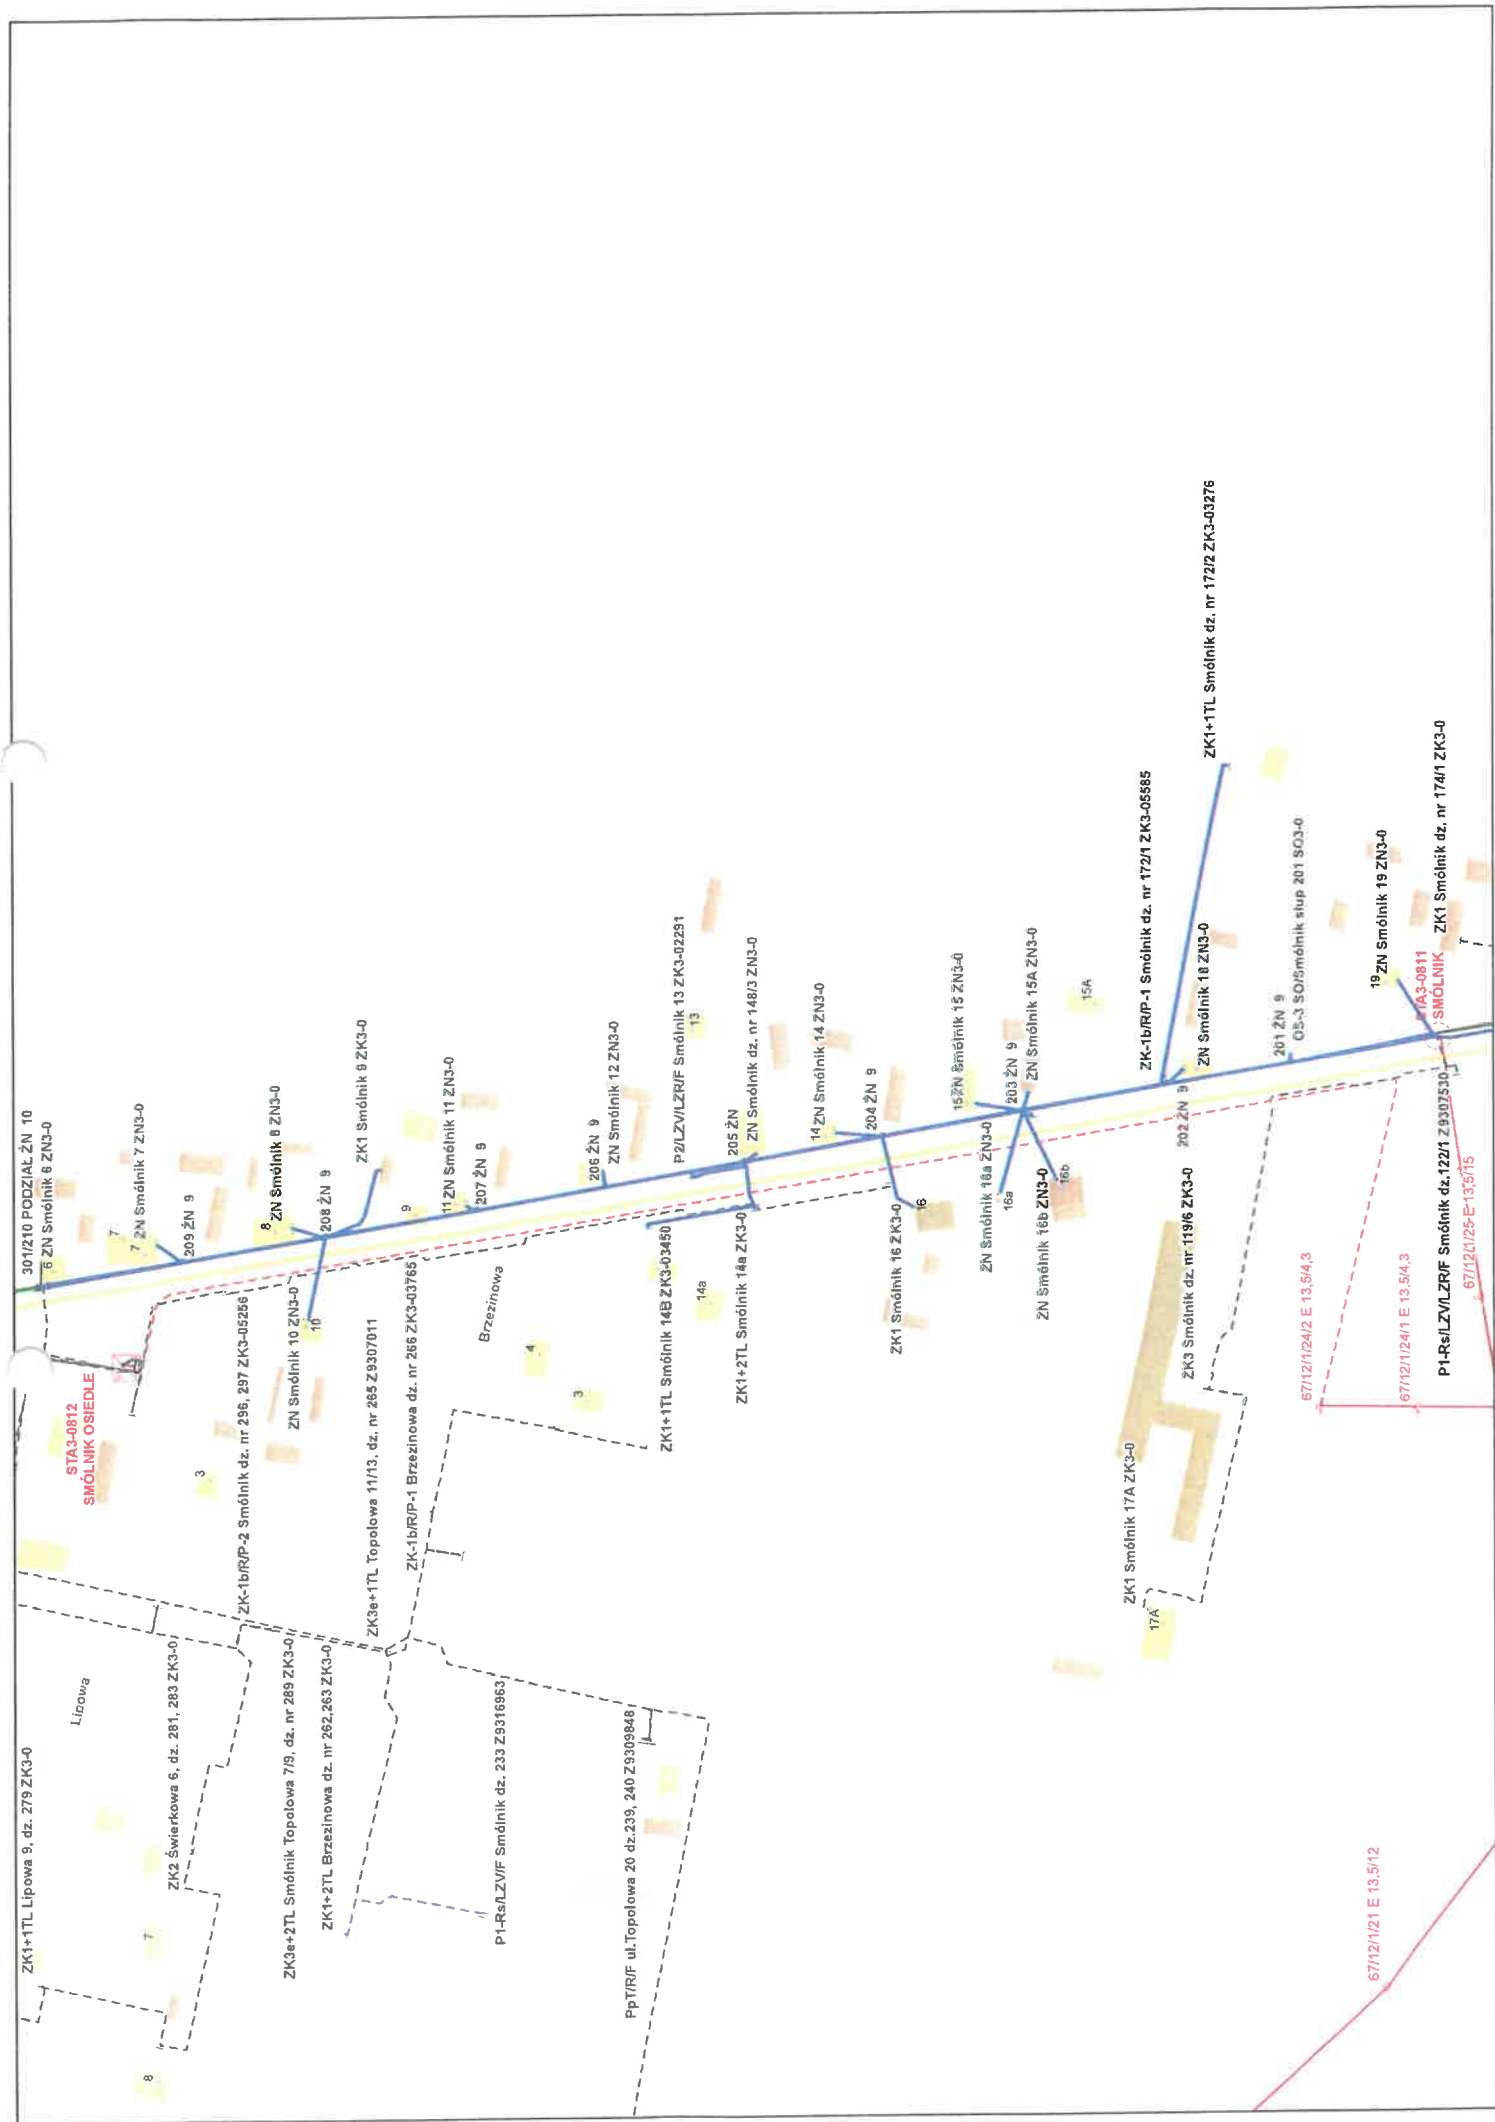 301/210 PODZIAŁ ŻN 10
6 ZN Smólnik 6 ZN3-0
7
7 ZN Smólnik 7 ZN3-0
209 ŻN 9
8 ZN Smólnik 8 ZN3-0
208 ŻN 9
ZK1 Smólnik 9 ZK3-0
9
11 ZN Smólnik 11 ZN3-0
207 ŻN 9
206 ŻN 9
ZN Smólnik 12 ZN3-0
P2/LZV/LZR/F Smólnik 13 ZK3-02291
13
205 ŻN
ZN Smólnik dz. nr 148/3 ZN3-0
14 ZN Smólnik 14 ZN3-0
204 ŻN 9
15 ZN Smólnik 15 ZN3-0
203 ŻN 9
ZN Smólnik 15A ZN3-0
15A
ZK-1b/R/P-1 Smólnik dz. nr 172/1 ZK3-05585
ZN Smólnik 18 ZN3-0
ZK1+1TL Smólnik dz. nr 172/2 ZK3-03276
201 ŻN 9
OS-3 SO/Smólnik słup 201 SO3-0
19 ZN Smólnik 19 ZN3-0
STA3-0811
SMÓLNIK
ZK1 Smólnik dz. nr 174/1 ZK3-0
STA3-0812
SMÓLNIK OSIEDLE
3
ZK-1b/R/P-2 Smólnik dz. nr 296, 297 ZK3-05256
ZN Smólnik 10 ZN3-0
10
ZK3e+1TL Topolowa 11/13, dz. nr 265 Z9307011
ZK-1b/R/P-1 Brzezinowa dz. nr 266 ZK3-03765
Brzezinowa
4
3
ZK1+1TL Smólnik 14B ZK3-03450
14a
ZK1+2TL Smólnik 14a ZK3-0
ZK1 Smólnik 16 ZK3-0
16
ZN Smólnik 16a ZN3-0
16a
ZN Smólnik 16b ZN3-0
16b
202 ŻN 9
ZK3 Smólnik dz. nr 119/6 ZK3-0
ZK1 Smólnik 17A ZK3-0
17A
67/12/1/24/2 E 13,5/4,3
67/12/1/24/1 E 13,5/4,3
P1-Rs/LZV/LZR/F Smólnik dz.122/1 Z9307530
67/12/1/25 E 13,5/15
ZK1+1TL Lipowa 9, dz. 279 ZK3-0
Lipowa
ZK2 Świerkowa 6, dz. 281, 283 ZK3-0
7
8
ZK3e+2TL Smólnik Topolowa 7/9, dz. nr 289 ZK3-0
ZK1+2TL Brzezinowa dz. nr 262,263 ZK3-0
P1-Rs/LZV/F Smólnik dz. 233 Z9316963
PpT/R/F ul.Topolowa 20 dz.239, 240 Z9309848
67/12/1/21 E 13,5/12